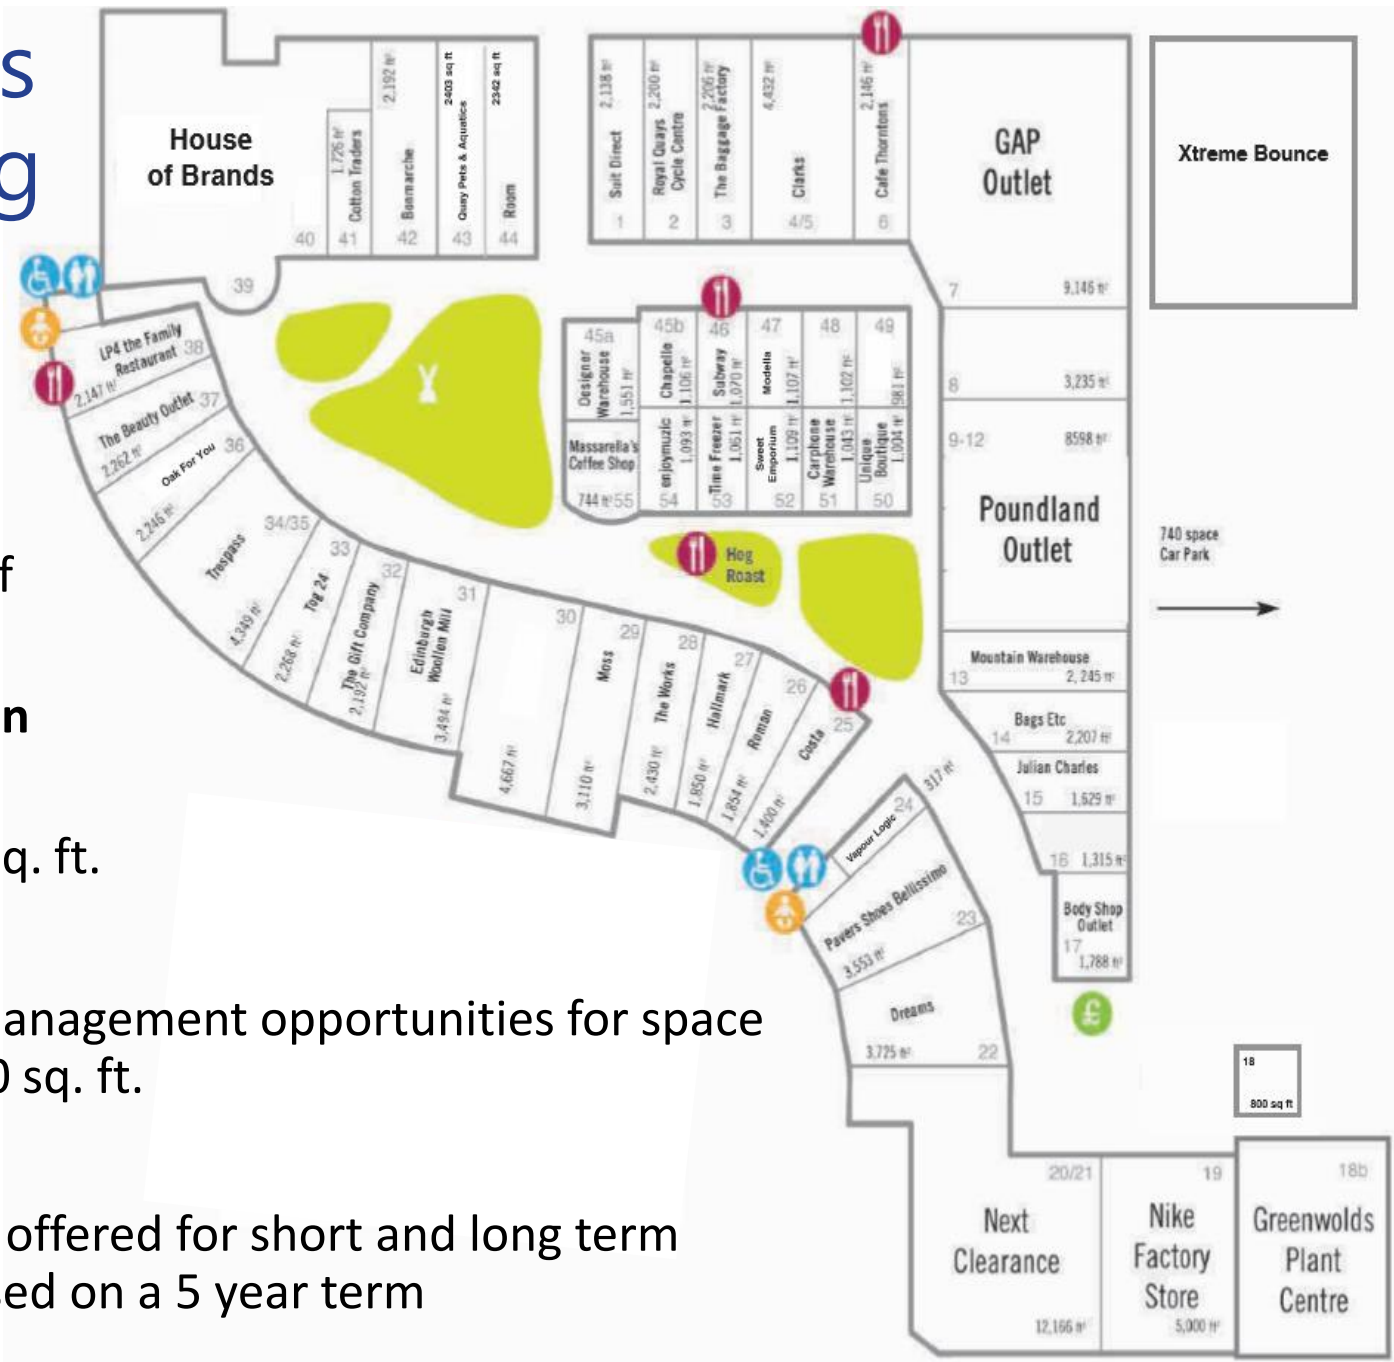 s
g
f
n
q. ft.
anagement opportunities for space
0 sq. ft.
offered for short and long term
sed on a 5 year term
House
of Brands
39
40
1,726 ft²
Cotton Traders
41
2,192 ft²
Bonmarche
42
2403 sq ft
Quay Pets & Aquatics
43
2342 sq ft
Room
44
2,138 ft²
Suit Direct
1
2,200 ft²
Royal Quays
Cycle Centre
2
2,206 ft²
The Baggage Factory
3
4,432 ft²
Clarks
4/5
2,146 ft²
Cafe Thorntons
6
GAP
Outlet
7
9,146 ft²
Xtreme Bounce
8
3,235 ft²
9-12
8598 ft²
Poundland
Outlet
740 space
Car Park
Mountain Warehouse
13
2,245 ft²
Bags Etc
14
2,207 ft²
Julian Charles
15
1,629 ft²
16
1,315 ft²
Body Shop
Outlet
17
1,788 ft²
£
18
800 sq ft
18b
Greenwolds
Plant
Centre
19
Nike
Factory
Store
5,000 ft²
20/21
Next
Clearance
12,166 ft²
Dreams
3,725 ft²
22
Pavers Shoes Bellissimo
23
3,553 ft²
Vapour Logic
24
317 ft²
25
Costa
1,400 ft²
26
Roman
1,854 ft²
27
Hallmark
1,850 ft²
28
The Works
2,430 ft²
29
Moss
3,110 ft²
30
4,667 ft²
31
Edinburgh
Woollen Mill
3,494 ft²
32
The Gift Company
2,192 ft²
33
Tog 24
2,268 ft²
34/35
Trespass
4,349 ft²
36
Oak For You
2,246 ft²
The Beauty Outlet
37
2,262 ft²
LP4 the Family
Restaurant
38
2,147 ft²
45a
Designer
Warehouse
1,551 ft²
45b
Chapelle
1,106 ft²
46
Subway
1,070 ft²
47
Modella
1,107 ft²
48
1,102 ft²
49
981 ft²
Massarella's
Coffee Shop
744 ft²
55
enjoymuzic
1,093 ft²
54
Time Freezer
1,061 ft²
53
Sweet
Emporium
1,109 ft²
52
Carphone
Warehouse
1,043 ft²
51
Unique
Boutique
1,004 ft²
50
Hog
Roast